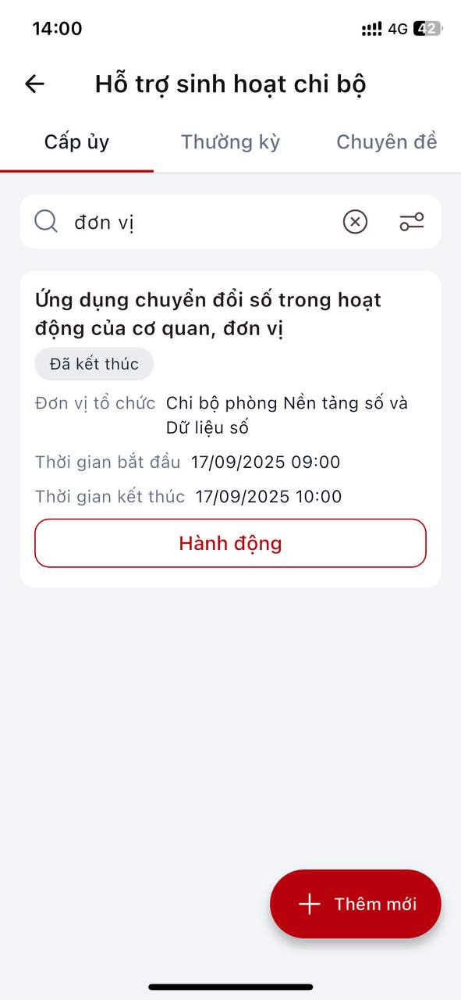 14:00
4G 42
Hỗ trợ sinh hoạt chi bộ
Cấp ủy Thường kỳ Chuyên đề
đơn vị
Ứng dụng chuyển đổi số trong hoạt
động của cơ quan, đơn vị
Đã kết thúc
Đơn vị tổ chức Chi bộ phòng Nền tảng số và
Dữ liệu số
Thời gian bắt đầu 17/09/2025 09:00
Thời gian kết thúc 17/09/2025 10:00
Hành động
Thêm mới